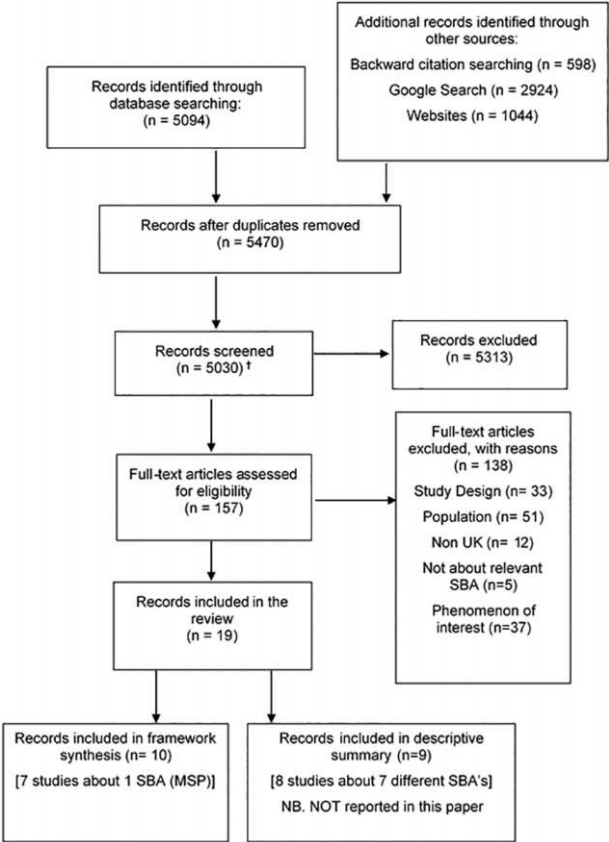 Records identified through
database searching:
(n = 5094)
Additional records identified through
other sources:
Backward citation searching (n = 598)
Google Search (n = 2924)
Websites (n = 1044)
Records after duplicates removed
(n = 5470)
Records screened
(n = 5030) †
Records excluded
(n = 5313)
Full-text articles assessed
for eligibility
(n = 157)
Full-text articles
excluded, with reasons
(n = 138)
Study Design (n= 33)
Population (n= 51)
Non UK (n= 12)
Not about relevant
SBA (n=5)
Phenomenon of
interest (n=37)
Records included in the
review
(n = 19)
Records included in framework
synthesis (n= 10)
[7 studies about 1 SBA (MSP)]
Records included in descriptive
summary (n=9)
[8 studies about 7 different SBA's]
NB. NOT reported in this paper